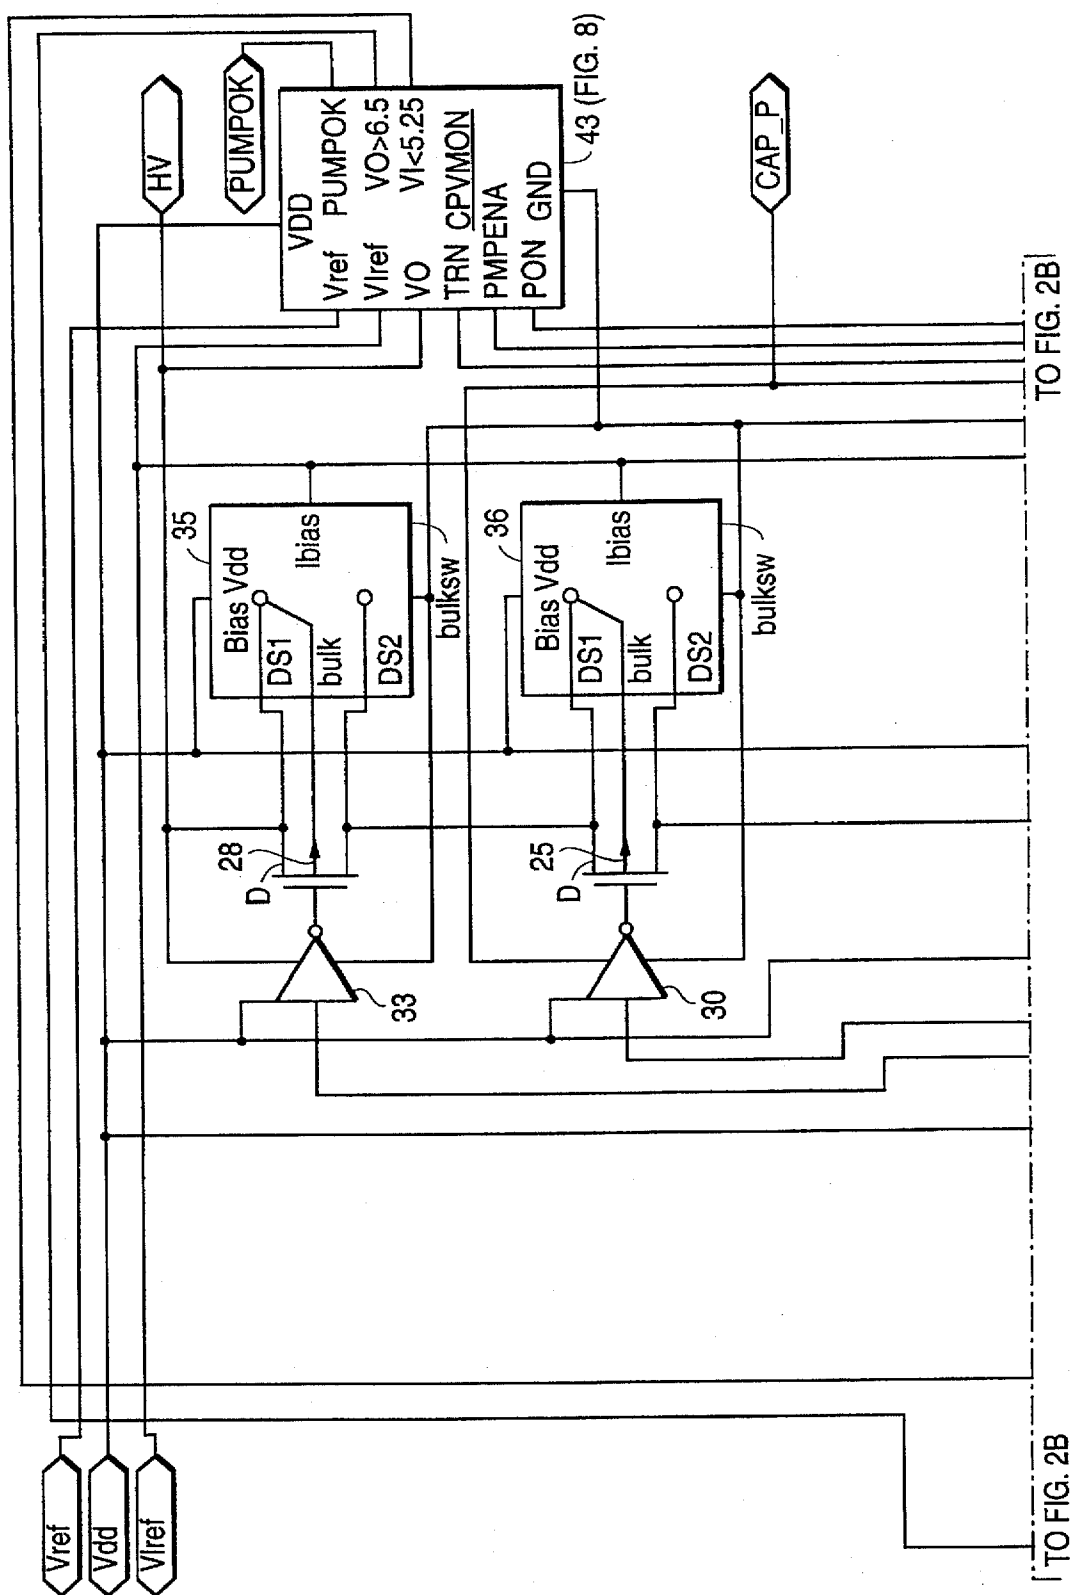 Vref
Vdd
VIref
HV
PUMPOK
VDD
Vref PUMPOK
VIref VO>6.5
VO VI<5.25
TRN CPVMON
PMPENA
PON GND
43 (FIG. 8)
CAP_P
35
Bias Vdd
DS1
Ibias
bulk
DS2
bulksw
28
D
33
36
Bias Vdd
DS1
Ibias
bulk
DS2
bulksw
25
D
30
TO FIG. 2B
TO FIG. 2B